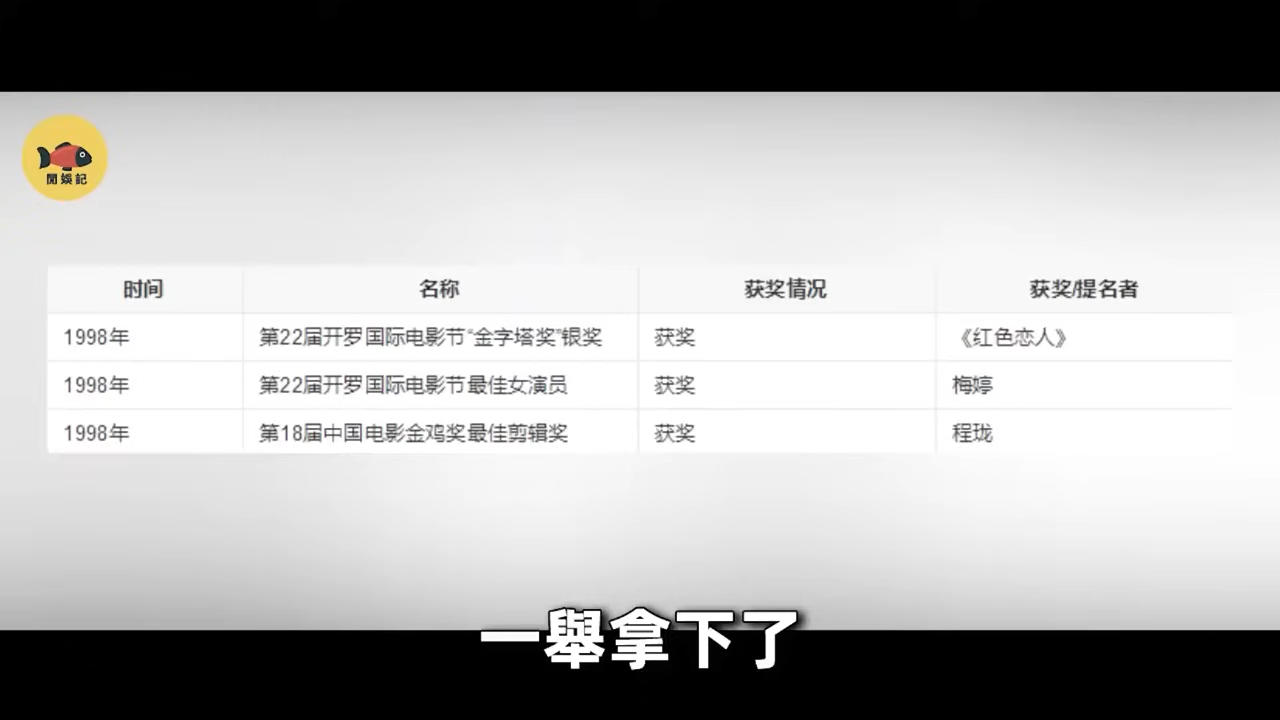 閒娛記
时间 名称 获奖情况 获奖/提名者
1998年 第22届开罗国际电影节“金字塔奖”银奖 获奖 《红色恋人》
1998年 第22届开罗国际电影节最佳女演员 获奖 梅婷
1998年 第18届中国电影金鸡奖最佳剪辑奖 获奖 程珑
一舉拿下了